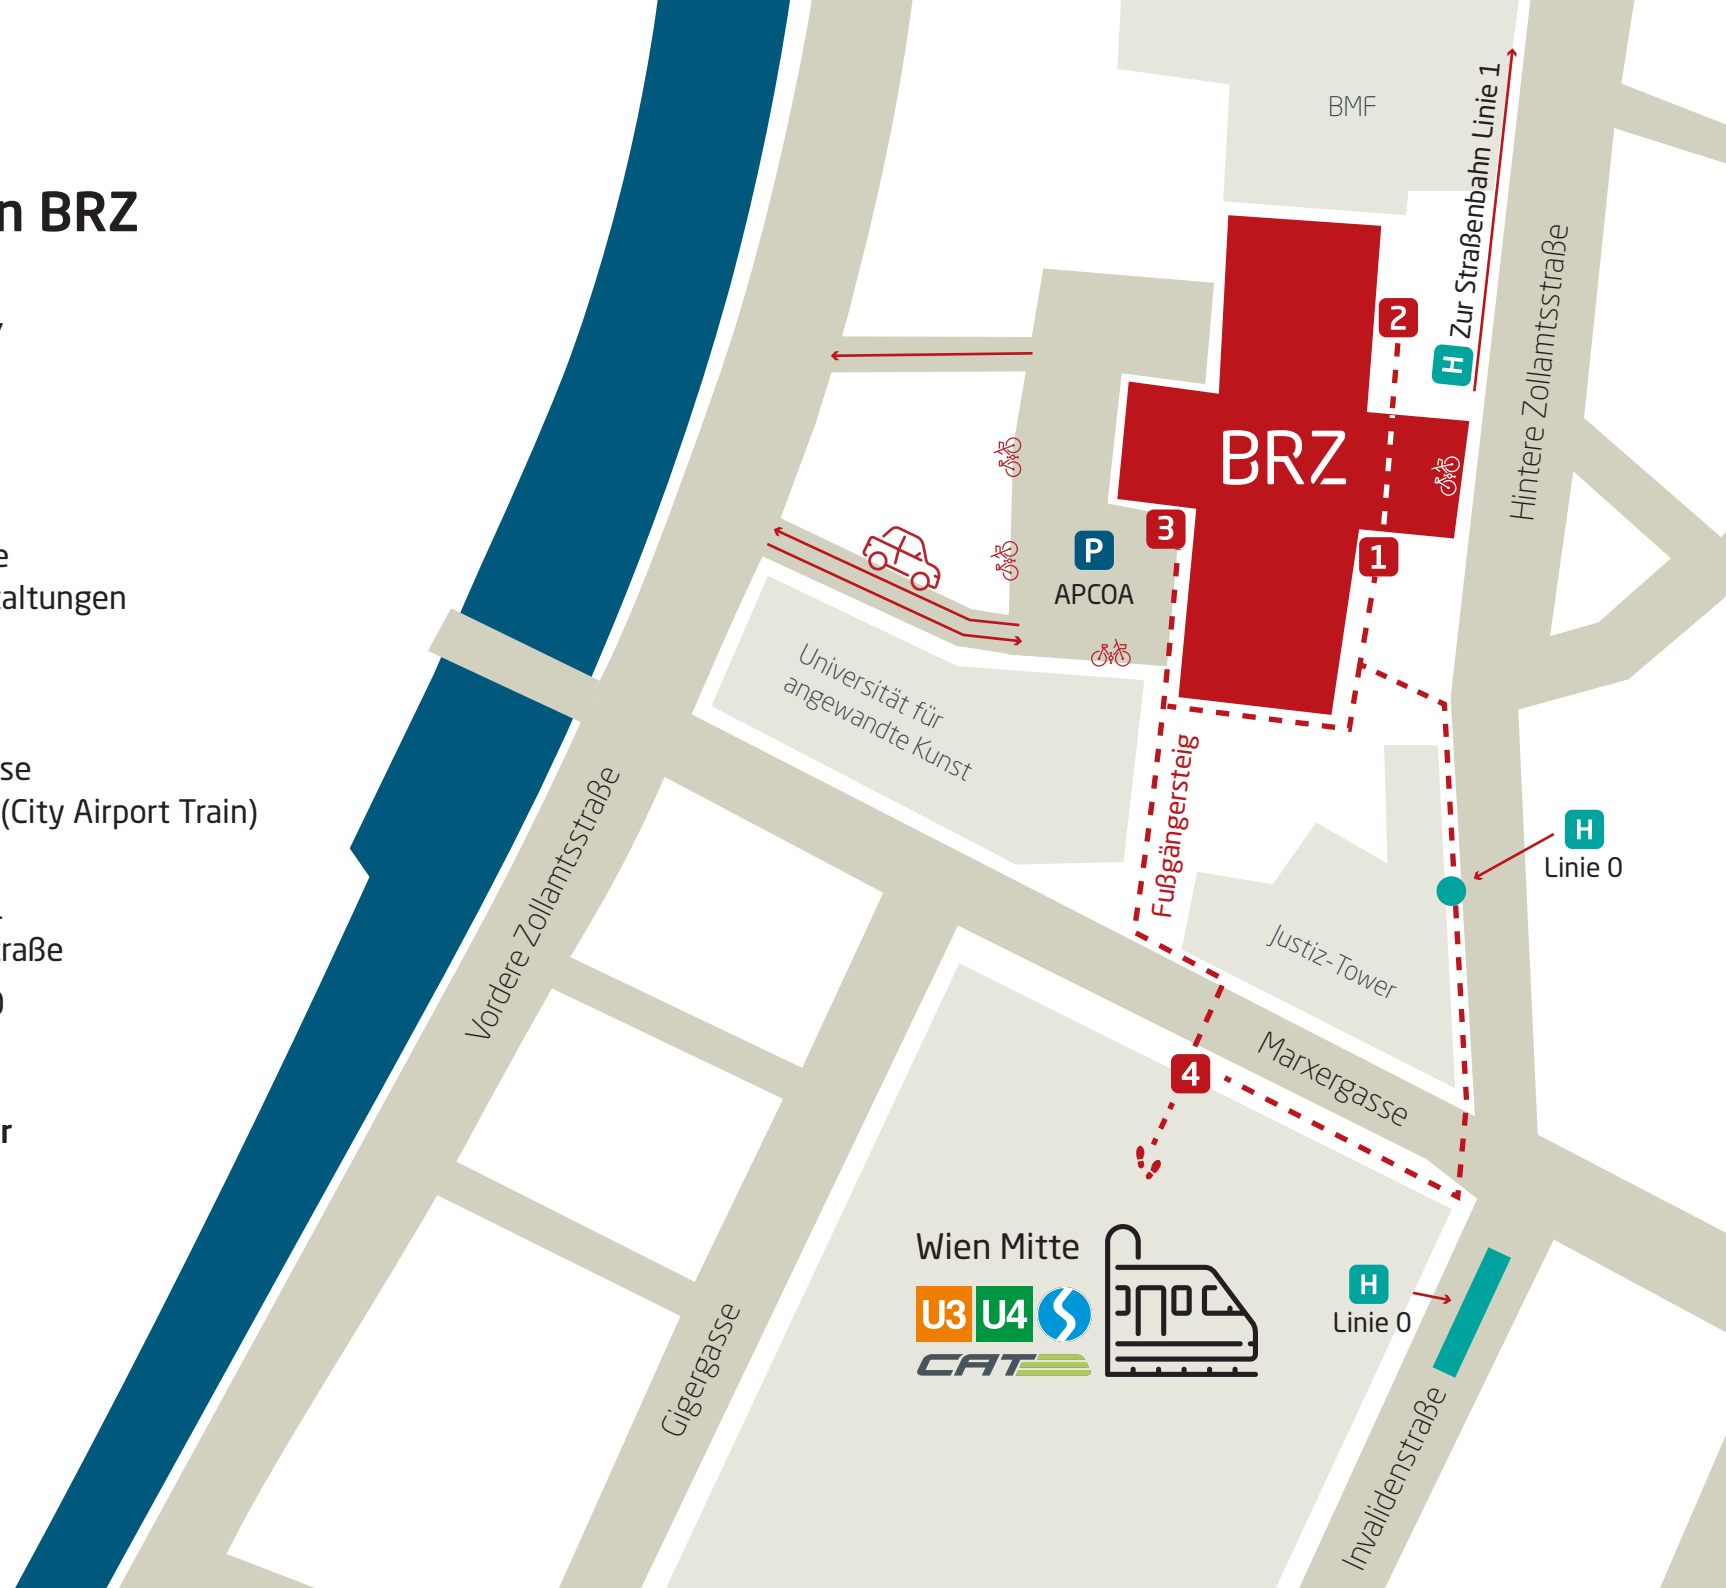 n BRZ
e
taltungen
se
(City Airport Train)
traße
r
BMF
H Zur Straßenbahn Linie 1
Hintere Zollamtsstraße
2
BRZ
3
1
P
APCOA
Universität für
angewandte Kunst
Fußgängersteig
Vordere Zollamtsstraße
H
Linie 0
Justiz-Tower
Marxergasse
4
Wien Mitte
U3 U4
CAT
H
Linie 0
Gigergasse
Invalidenstraße